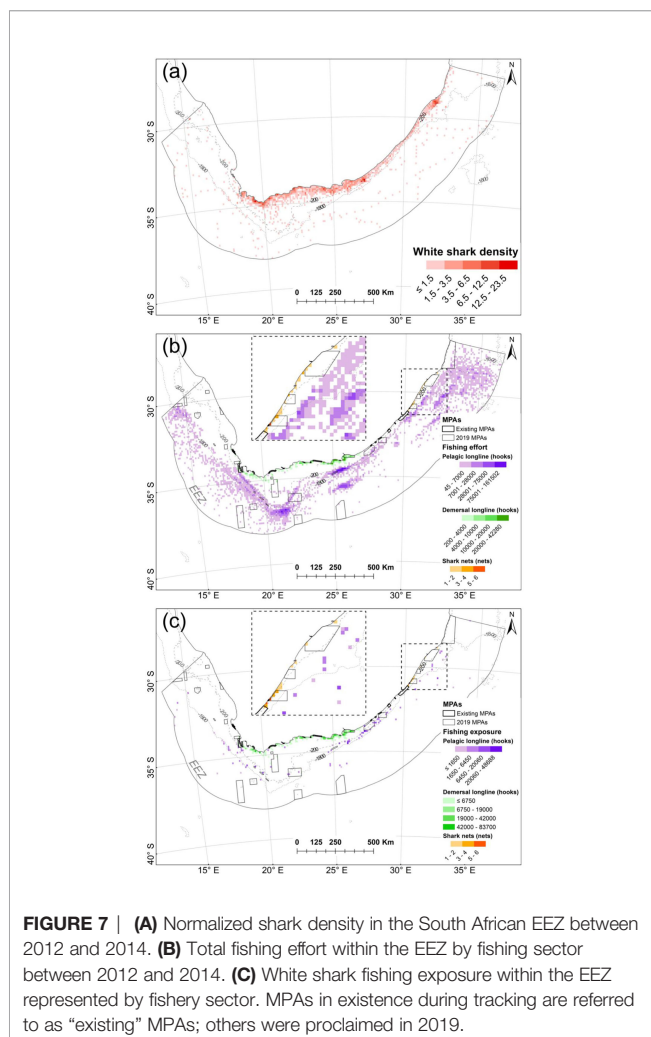 (a)
N
30° S
35° S
40° S
-200
-200
-1000
White shark density
≤ 1.5
1.5 - 3.5
3.5 - 6.5
6.5 - 12.5
12.5 - 23.5
0 125 250 500 Km
15° E 20° E 25° E 30° E 35° E
(b)
N
30° S
35° S
40° S
EEZ
-200
-1000
MPAs
Existing MPAs
2019 MPAs
Fishing effort
Pelagic longline (hooks)
45 - 7000
7001 - 28000
28001 - 75000
75001 - 161502
Demersal longline (hooks)
200 - 4000
4000 - 10000
10000 - 20000
20000 - 42280
Shark nets (nets)
1 - 2
3 - 4
5 - 6
0 125 250 500 Km
15° E 20° E 25° E 30° E 35° E
(c)
N
30° S
35° S
40° S
EEZ
-200
-1000
MPAs
Existing MPAs
2019 MPAs
Fishing exposure
Pelagic longline (hooks)
≤ 1650
1650 - 6450
6450 - 20060
Demersal longline (hooks)
≤ 6750
6750 - 19000
19000 - 42000
42000 - 83700
Shark nets (nets)
1 - 2
3 - 4
5 - 6
0 125 250 500 Km
15° E 20° E 25° E 30° E 35° E
FIGURE 7 | (A) Normalized shark density in the South African EEZ between
2012 and 2014. (B) Total fishing effort within the EEZ by fishing sector
between 2012 and 2014. (C) White shark fishing exposure within the EEZ
represented by fishery sector. MPAs in existence during tracking are referred
to as “existing” MPAs; others were proclaimed in 2019.